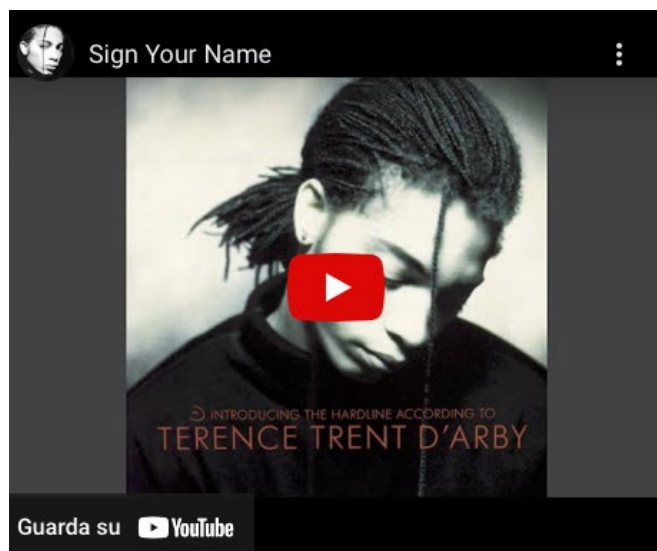 Sign Your Name
INTRODUCING THE HARDLINE ACCORDING TO
TERENCE TRENT D'ARBY
Guarda su YouTube